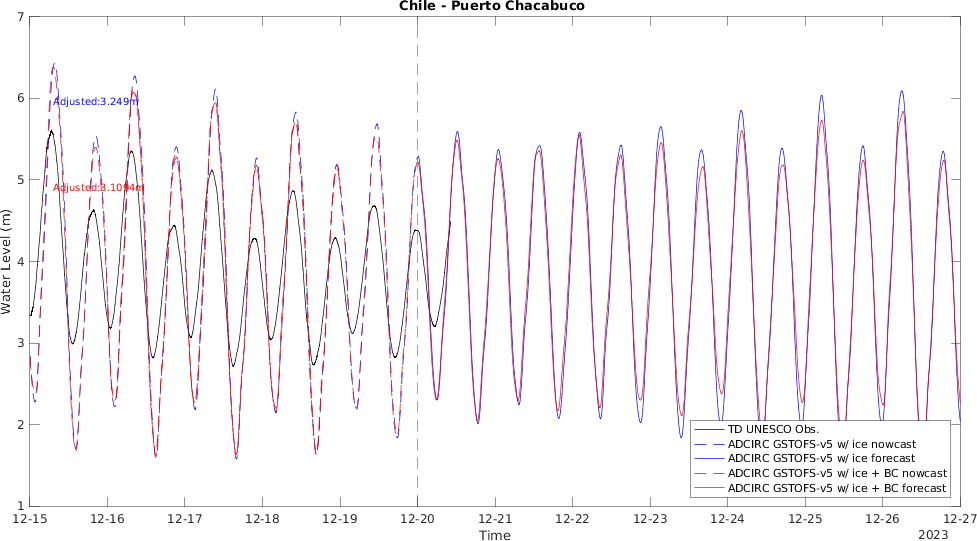 Chile - Puerto Chacabuco
7
6
5
4
3
2
1
Water Level (m)
Adjusted:3.249m
Adjusted:3.1094m
TD UNESCO Obs.
ADCIRC GSTOFS-v5 w/ ice nowcast
ADCIRC GSTOFS-v5 w/ ice forecast
ADCIRC GSTOFS-v5 w/ ice + BC nowcast
ADCIRC GSTOFS-v5 w/ ice + BC forecast
12-15 12-16 12-17 12-18 12-19 12-20 12-21 12-22 12-23 12-24 12-25 12-26 12-27
Time
2023